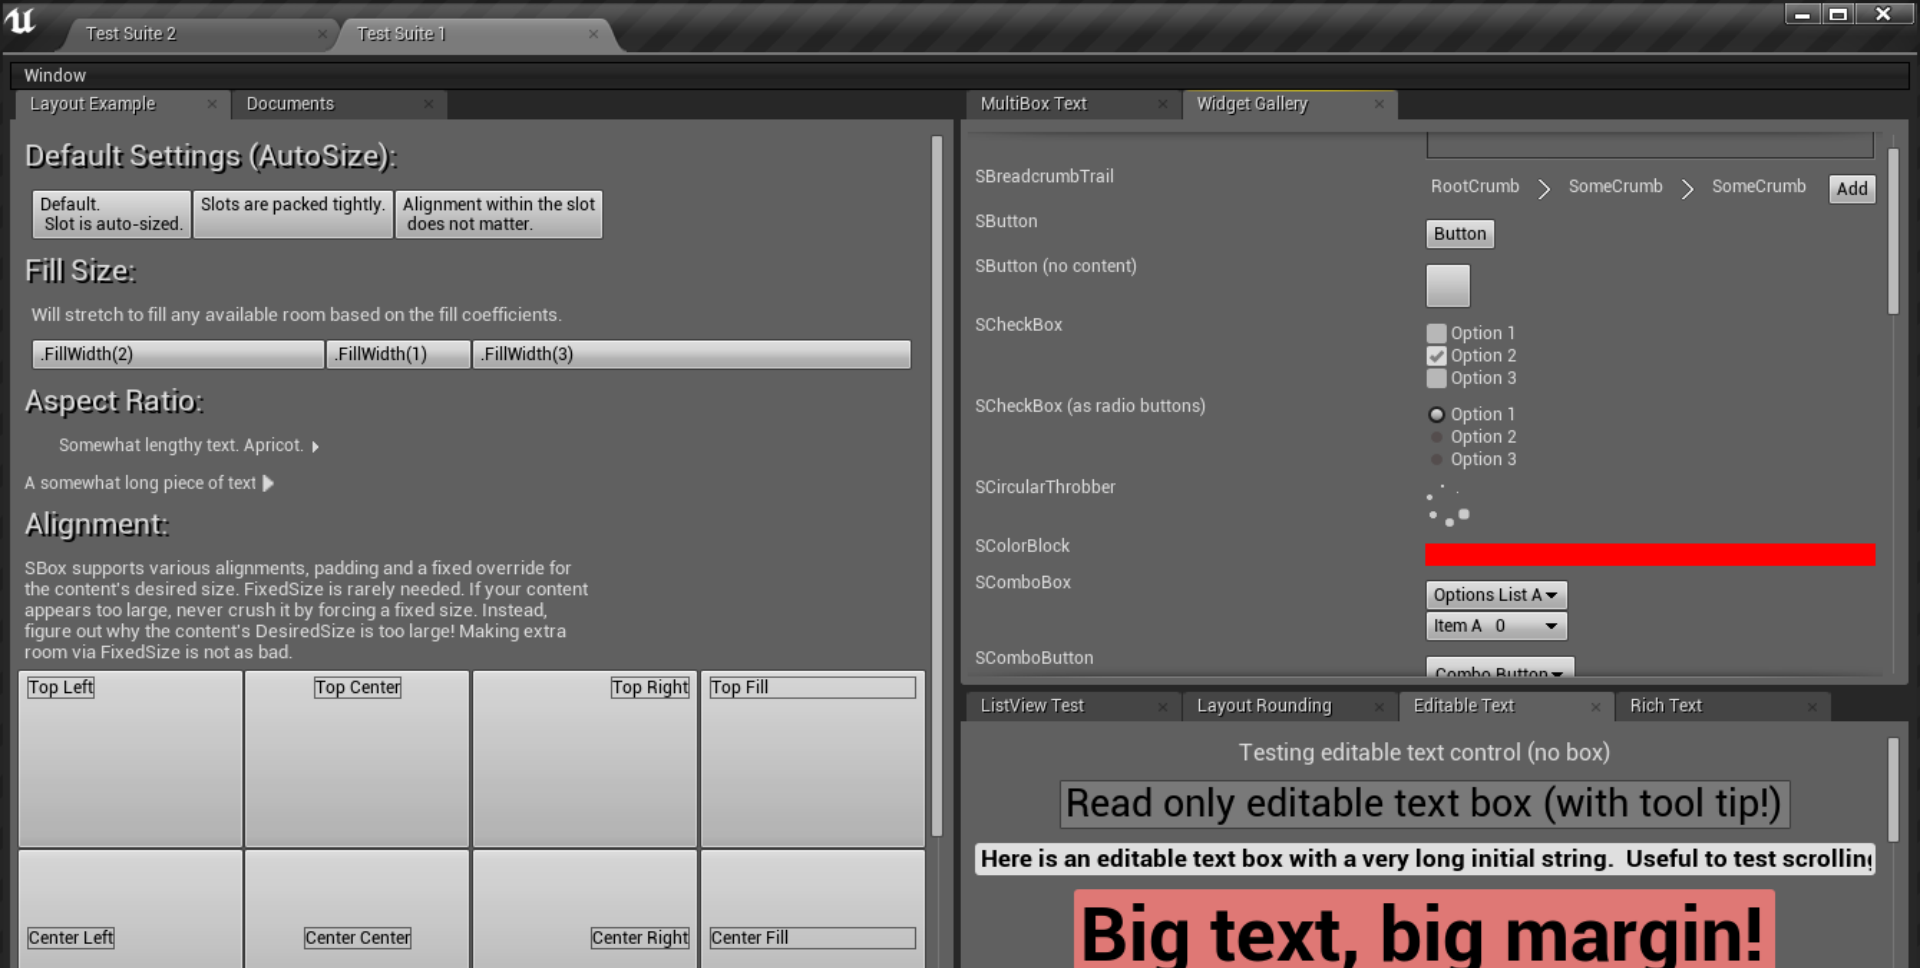 Test Suite 2
Test Suite 1
Window
Layout Example
Documents
Default Settings (AutoSize):
Default.
Slot is auto-sized.
Slots are packed tightly.
Alignment within the slot
does not matter.
Fill Size:
Will stretch to fill any available room based on the fill coefficients.
.FillWidth(2)
.FillWidth(1)
.FillWidth(3)
Aspect Ratio:
Somewhat lengthy text. Apricot.
A somewhat long piece of text
Alignment:
SBox supports various alignments, padding and a fixed override for
the content's desired size. FixedSize is rarely needed. If your content
appears too large, never crush it by forcing a fixed size. Instead,
figure out why the content's DesiredSize is too large! Making extra
room via FixedSize is not as bad.
Top Left
Top Center
Top Right
Top Fill
Center Left
Center Center
Center Right
Center Fill
MultiBox Text
Widget Gallery
SBreadcrumbTrail
RootCrumb
SomeCrumb
SomeCrumb
Add
SButton
Button
SButton (no content)
SCheckBox
Option 1
Option 2
Option 3
SCheckBox (as radio buttons)
Option 1
Option 2
Option 3
SCircularThrobber
SColorBlock
SComboBox
Options List A
Item A 0
SComboButton
Combo Button
ListView Test
Layout Rounding
Editable Text
Rich Text
Testing editable text control (no box)
Read only editable text box (with tool tip!)
Here is an editable text box with a very long initial string. Useful to test scrolling
Big text, big margin!